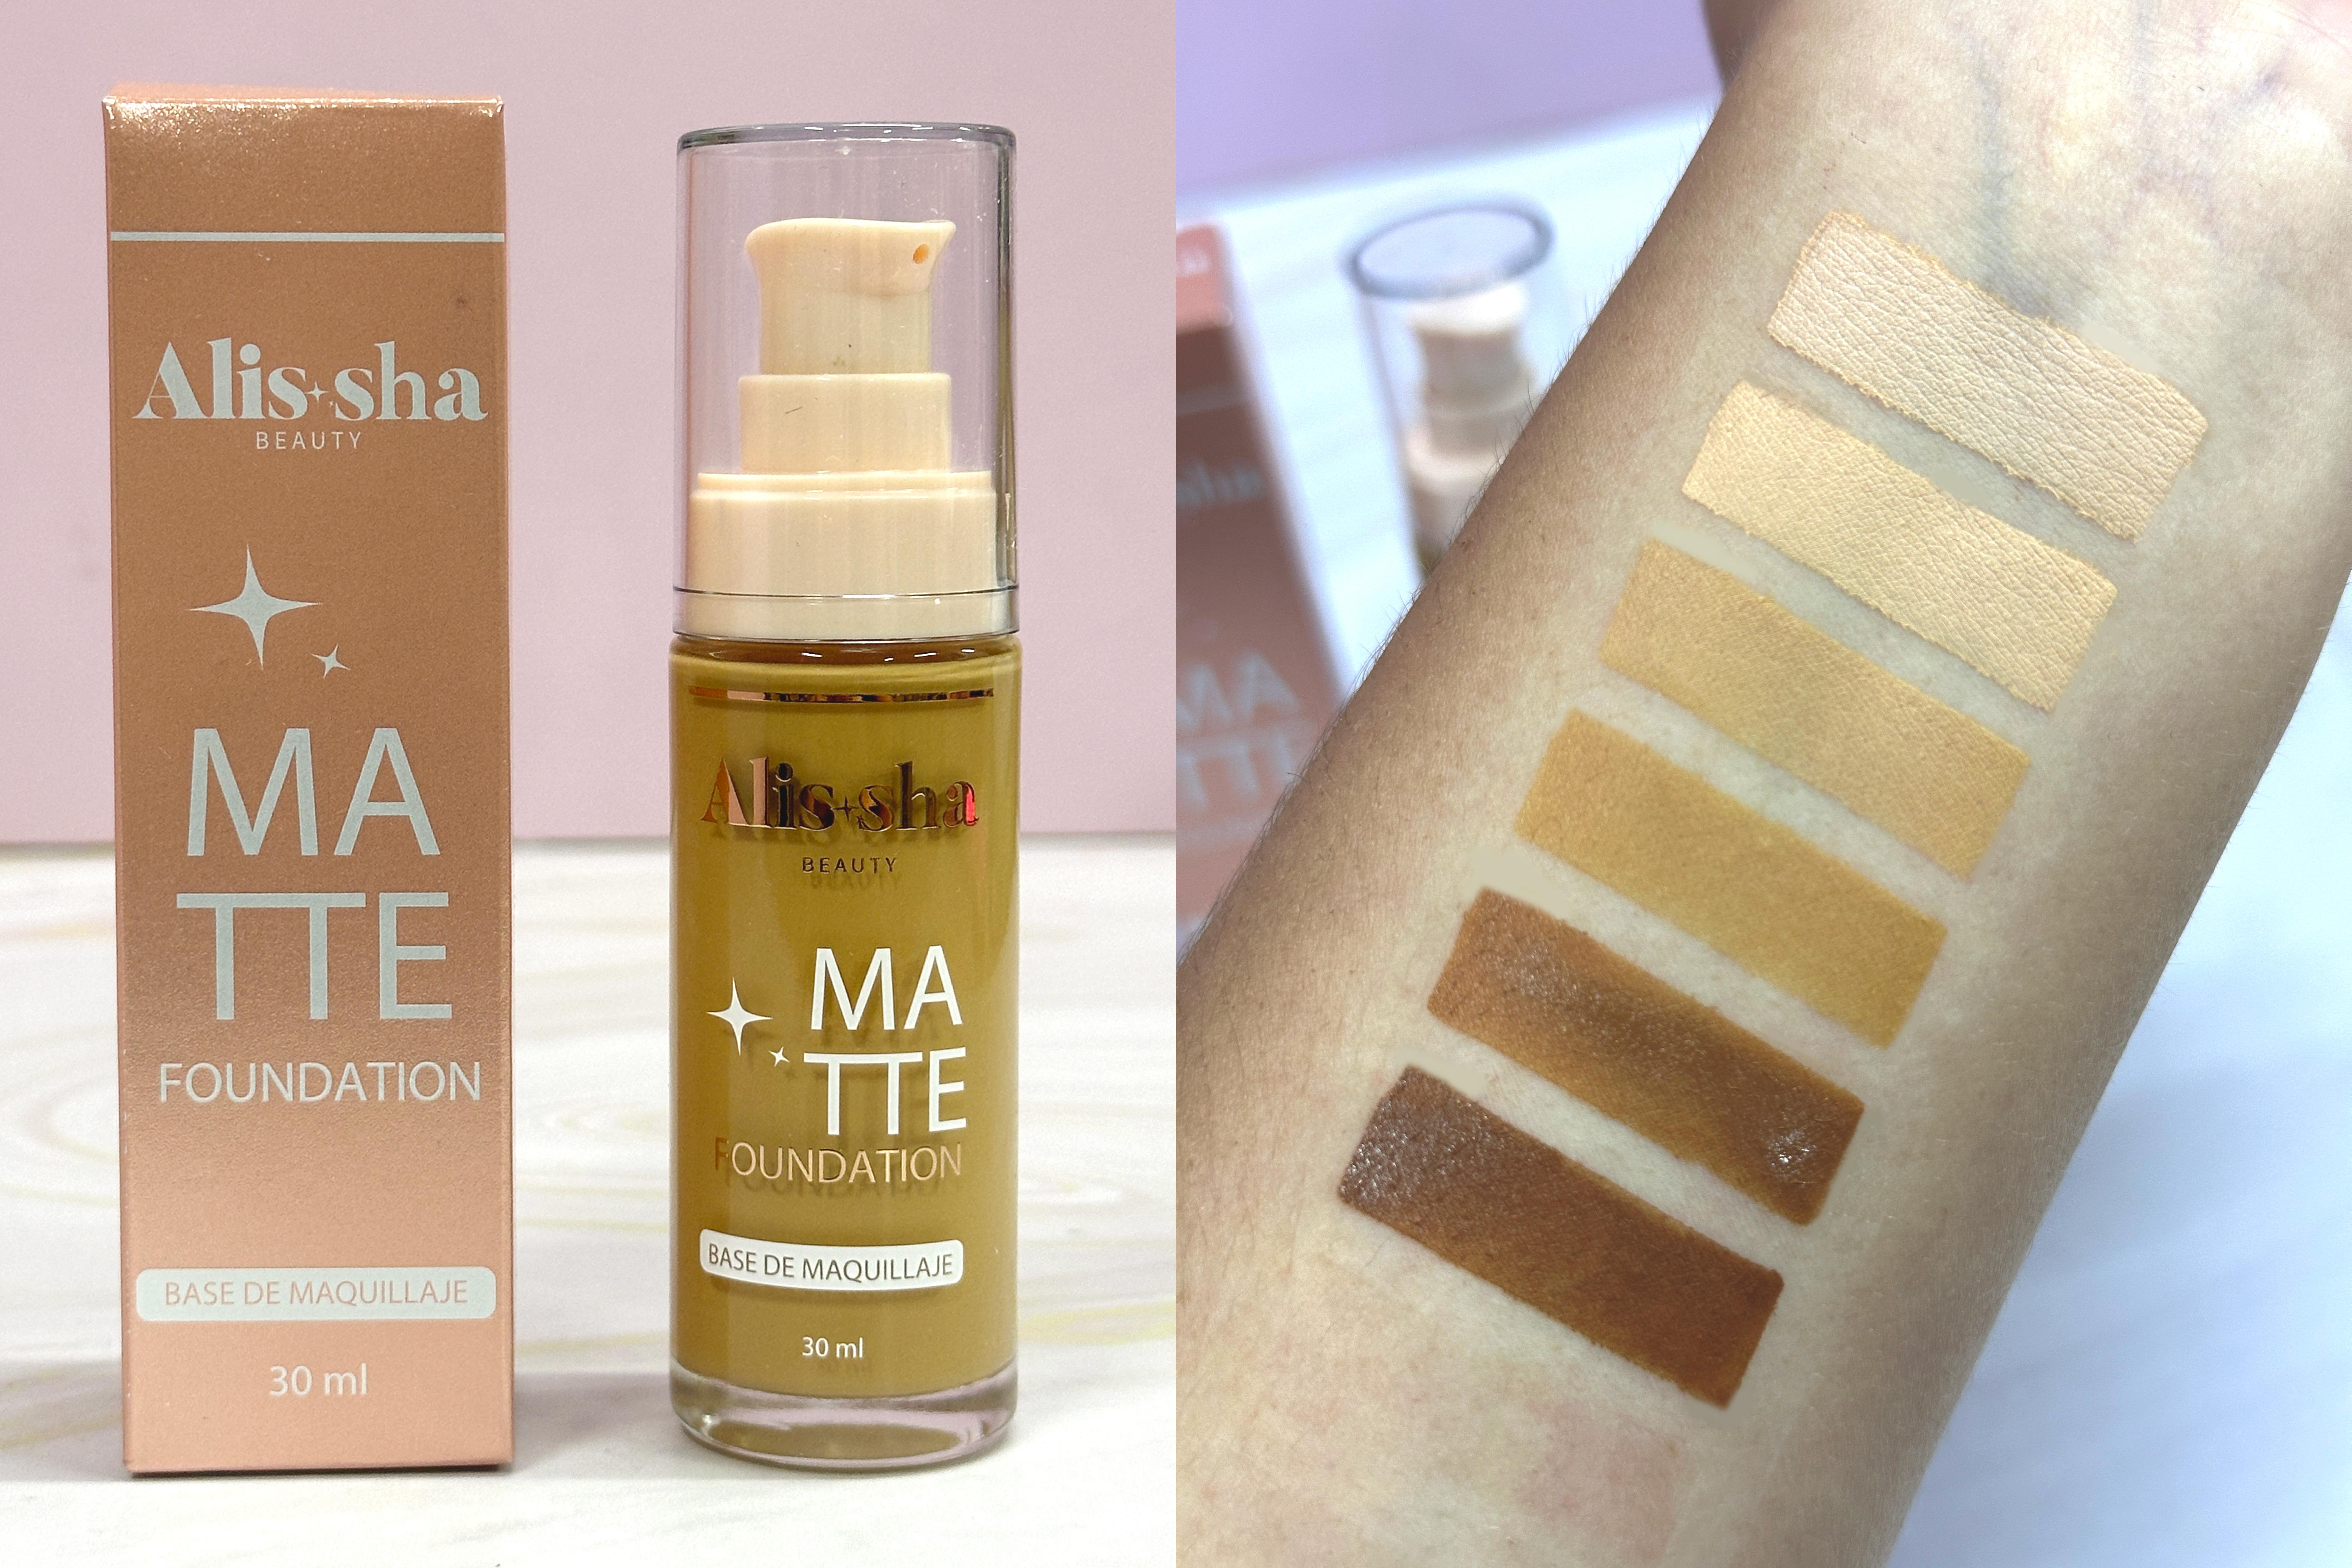 Alis sha
BEAUTY
MA
TTE
FOUNDATION
BASE DE MAQUILLAJE
30 ml
Alis sha
BEAUTY
MA
TTE
FOUNDATION
BASE DE MAQUILLAJE
30 ml